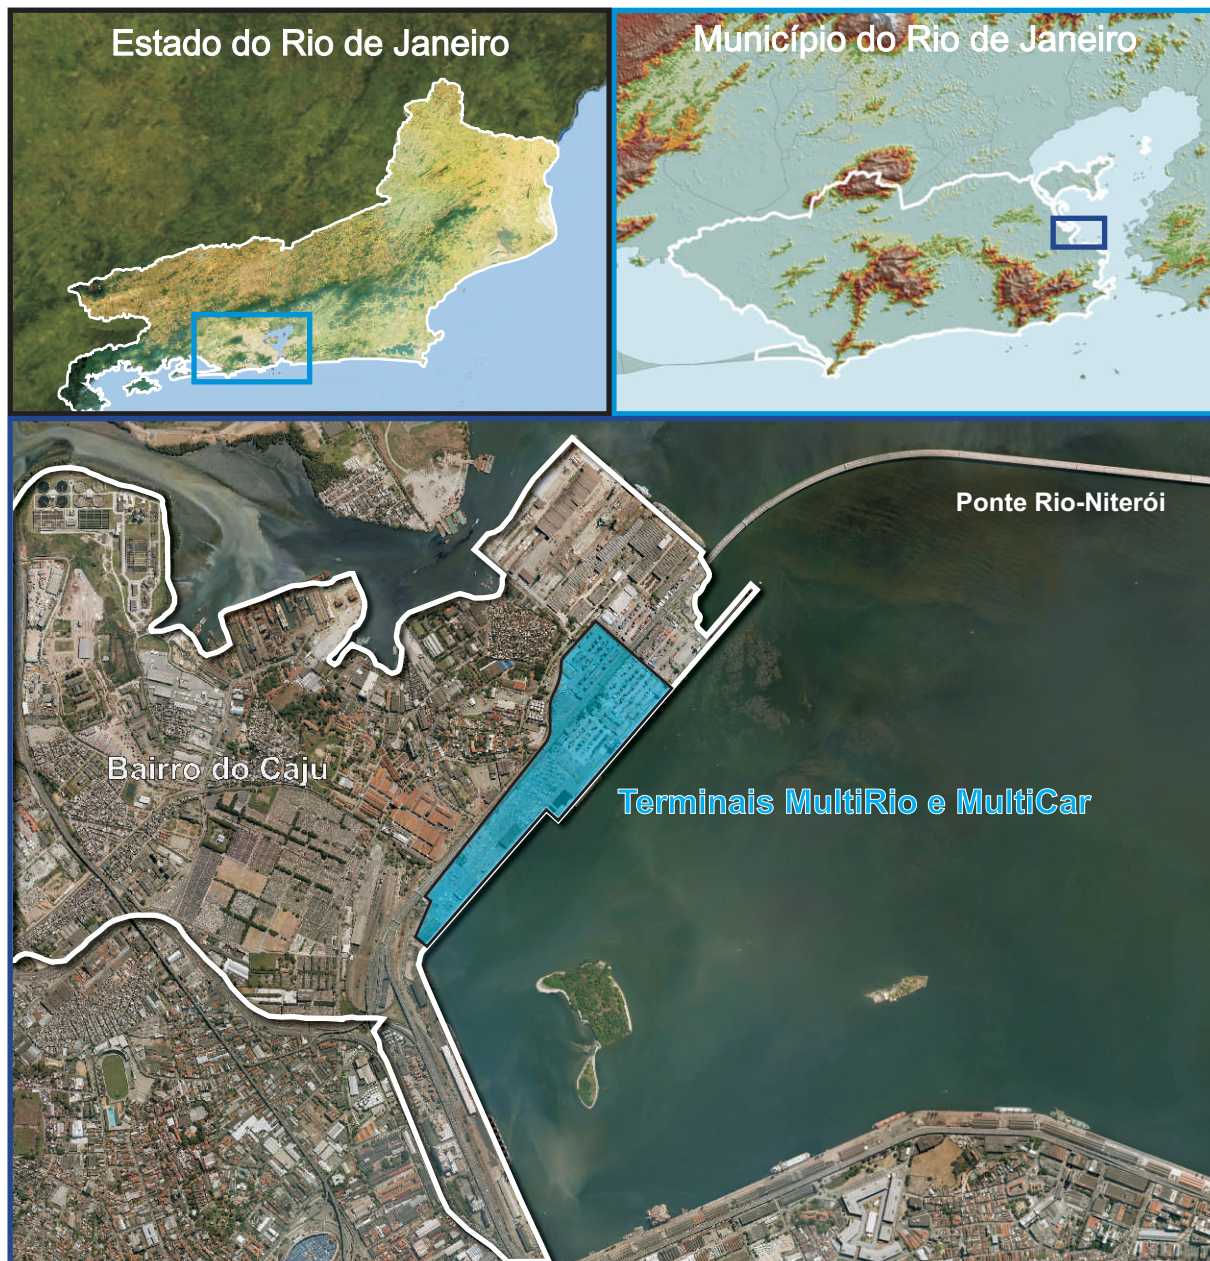 Estado do Rio de Janeiro
Município do Rio de Janeiro
Ponte Rio-Niterói
Bairro do Caju
Terminais MultiRio e MultiCar